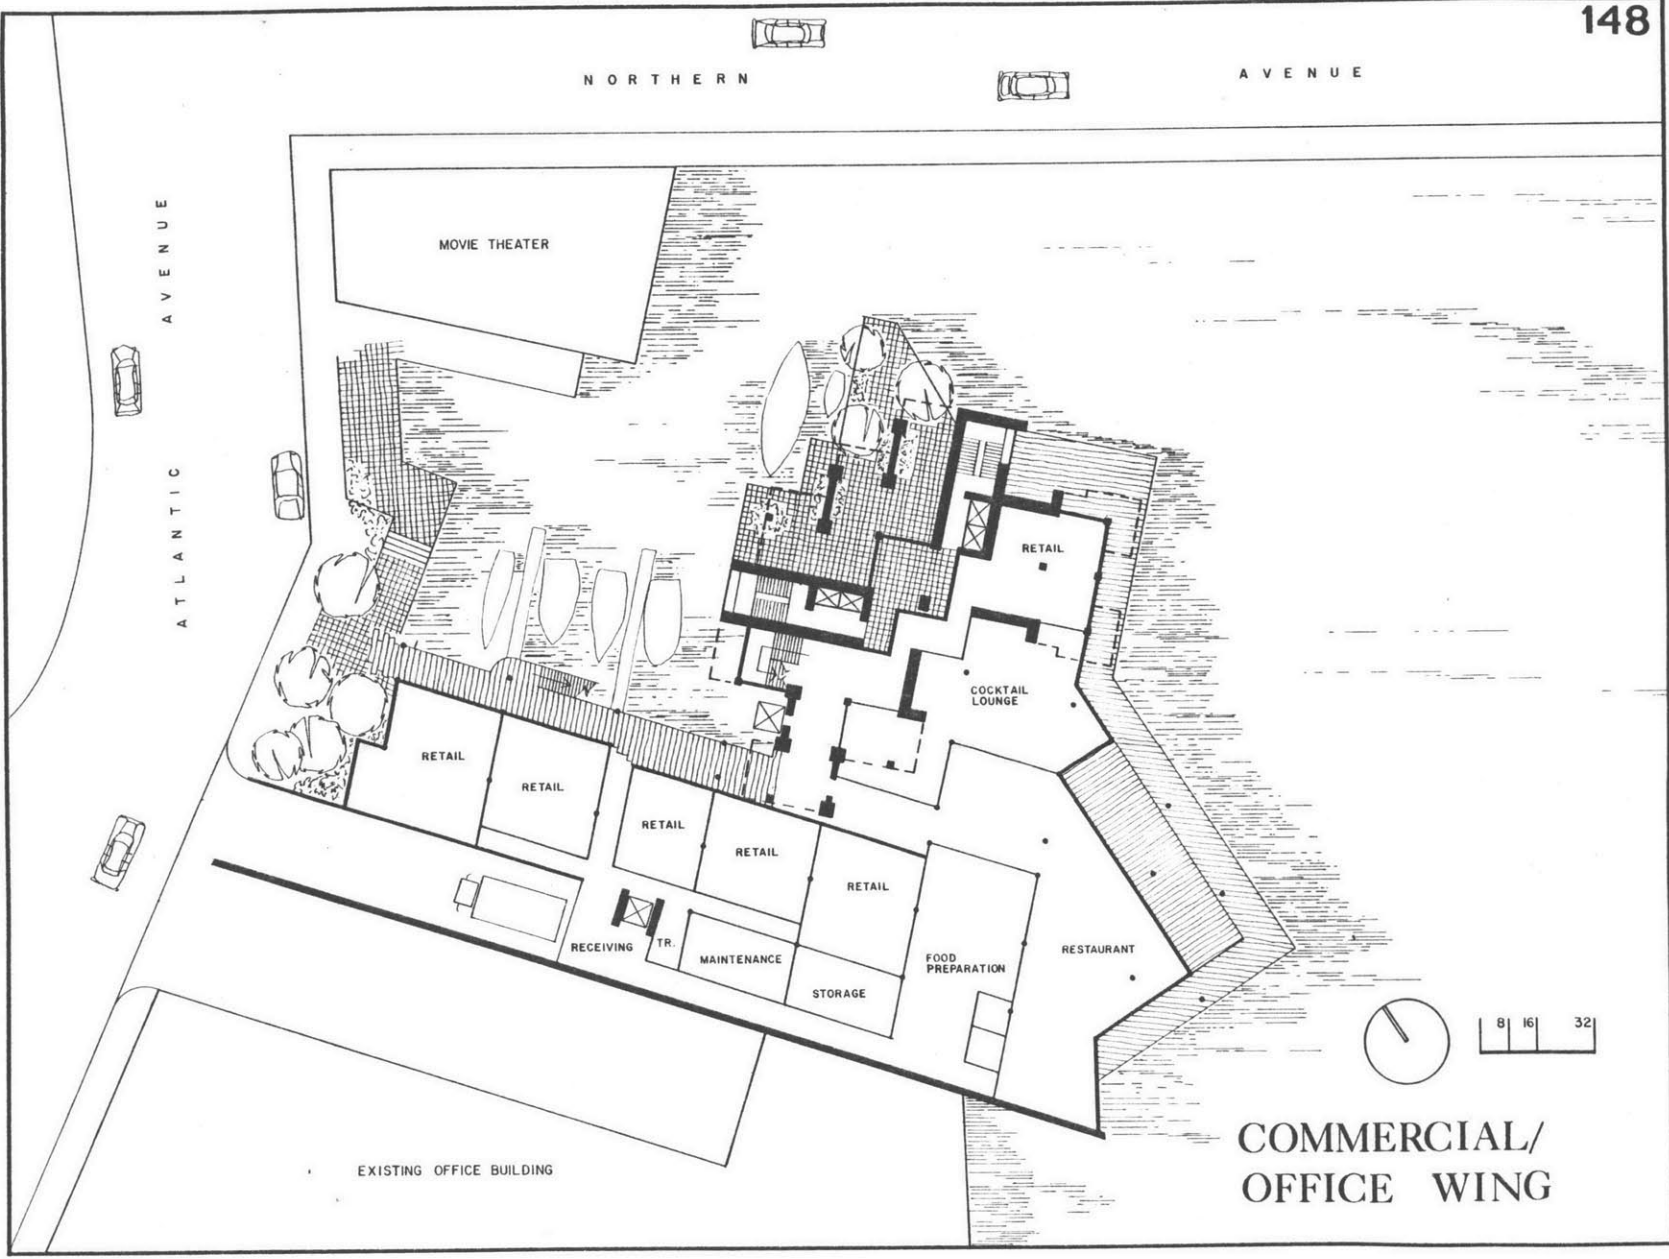 148
NORTHERN AVENUE
ATLANTIC AVENUE
MOVIE THEATER
RETAIL
COCKTAIL
LOUNGE
RETAIL
RETAIL
RETAIL
RETAIL
RETAIL
RECEIVING
TR.
MAINTENANCE
STORAGE
FOOD
PREPARATION
RESTAURANT
8 16 32
EXISTING OFFICE BUILDING
COMMERCIAL/
OFFICE WING